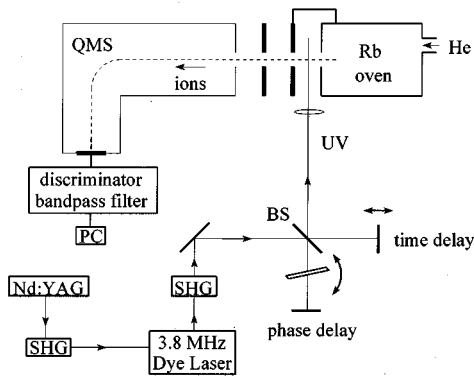 QMS
Rb
oven
He
ions
UV
discriminator
bandpass filter
PC
BS
time delay
Nd:YAG
SHG
SHG
3.8 MHz
Dye Laser
phase delay